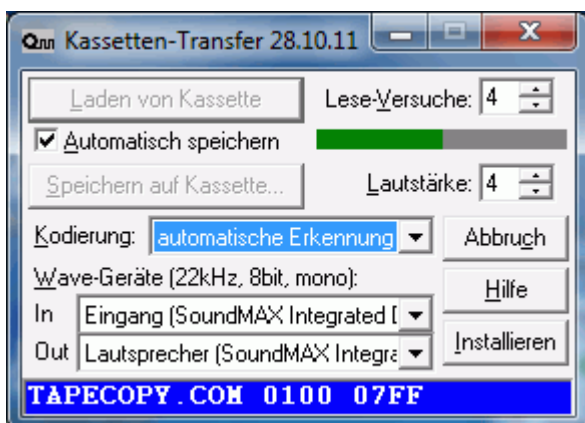 Qm Kassetten-Transfer 28.10.11
Laden von Kassette Lese-Versuche: 4
Automatisch speichern
Speichern auf Kassette... Lautstärke: 4
Kodierung: automatische Erkennung Abbruch
Wave-Geräte (22kHz, 8bit, mono):
Hilfe
In Eingang (SoundMAX Integrated D
Out Lautsprecher (SoundMAX Integra Installieren
TAPECOPY.COM 0100 07FF